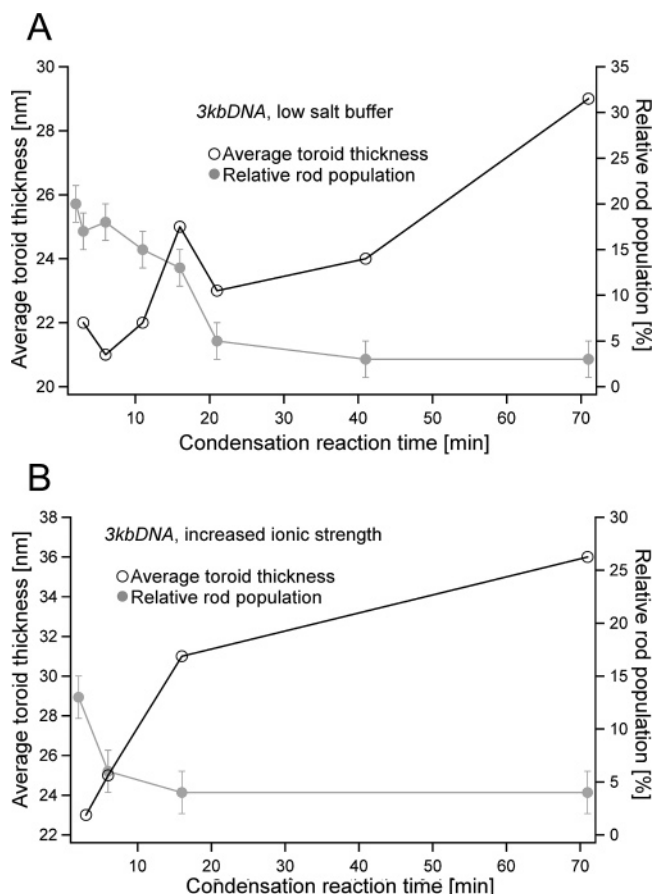 A
Average toroid thickness [nm]
30
28
26
24
22
20
3kbDNA, low salt buffer
Average toroid thickness
Relative rod population
35
30
25
20
15
10
5
0
Relative rod population [%]
10 20 30 40 50 60 70
Condensation reaction time [min]
B
Average toroid thickness [nm]
38
36
34
32
30
28
26
24
22
3kbDNA, increased ionic strength
Average toroid thickness
Relative rod population
30
25
20
15
10
5
0
Relative rod population [%]
10 20 30 40 50 60 70
Condensation reaction time [min]